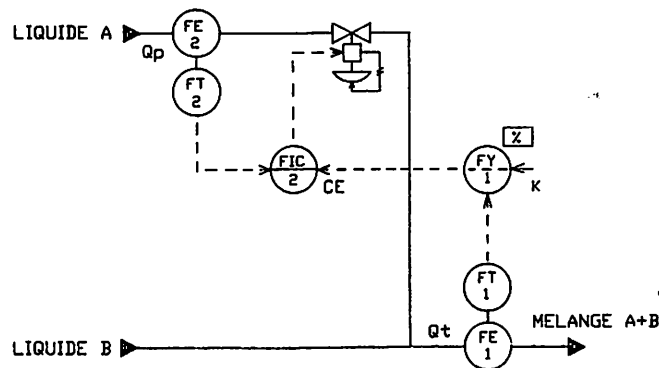 LIQUIDE A
Qp
FE
2
FT
2
FIC
2
CE
%
FY
1
K
FT
1
LIQUIDE B
Qt
FE
1
MELANGE A+B